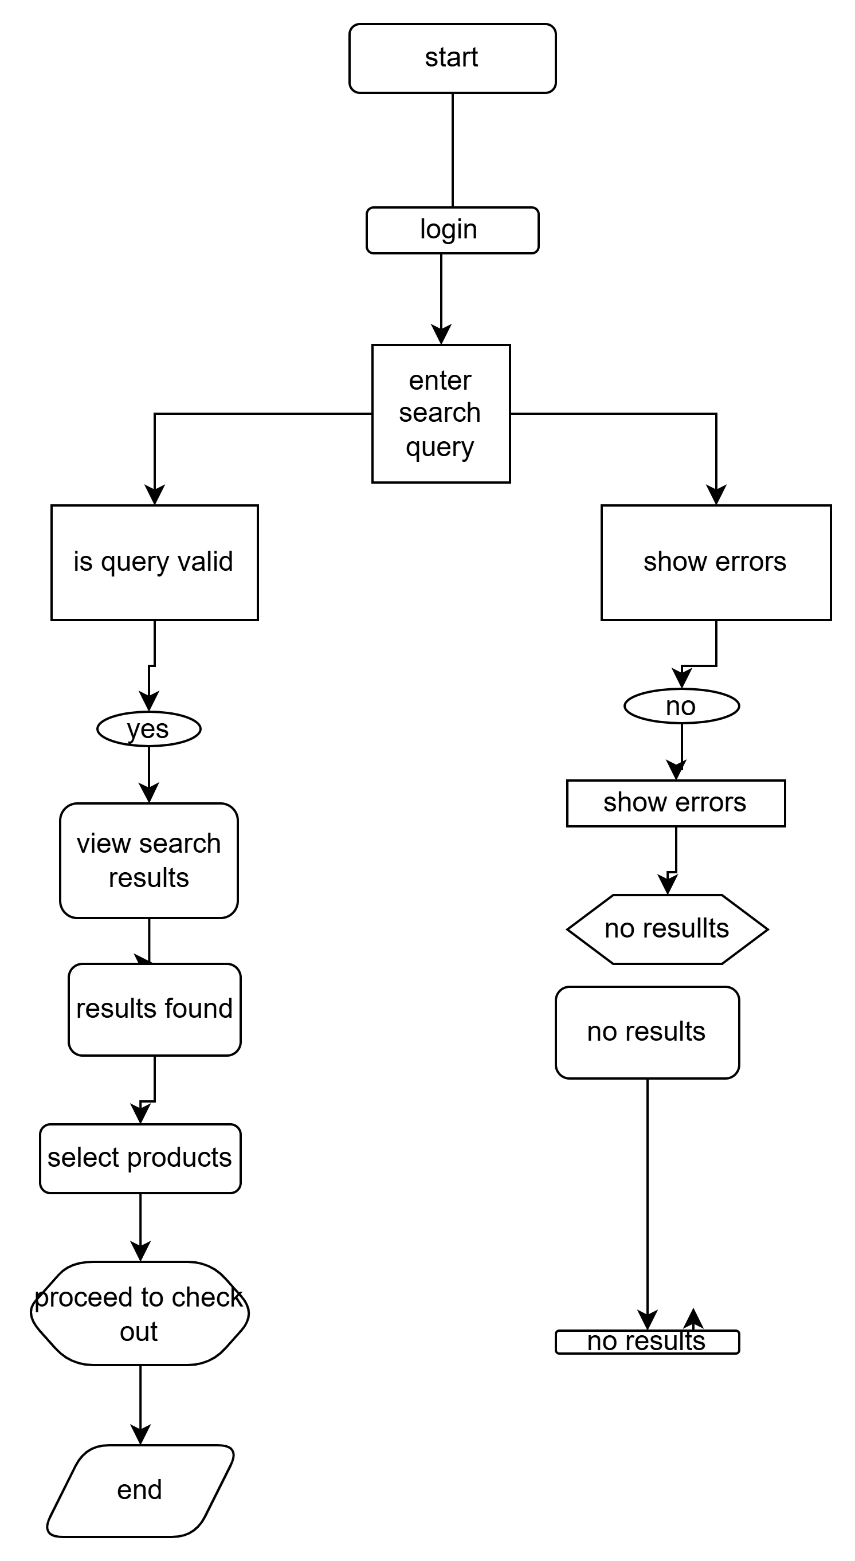 start
login
enter
search
query
is query valid
yes
view search
results
results found
select products
proceed to check
out
end
show errors
no
show errors
no resullts
no results
no results